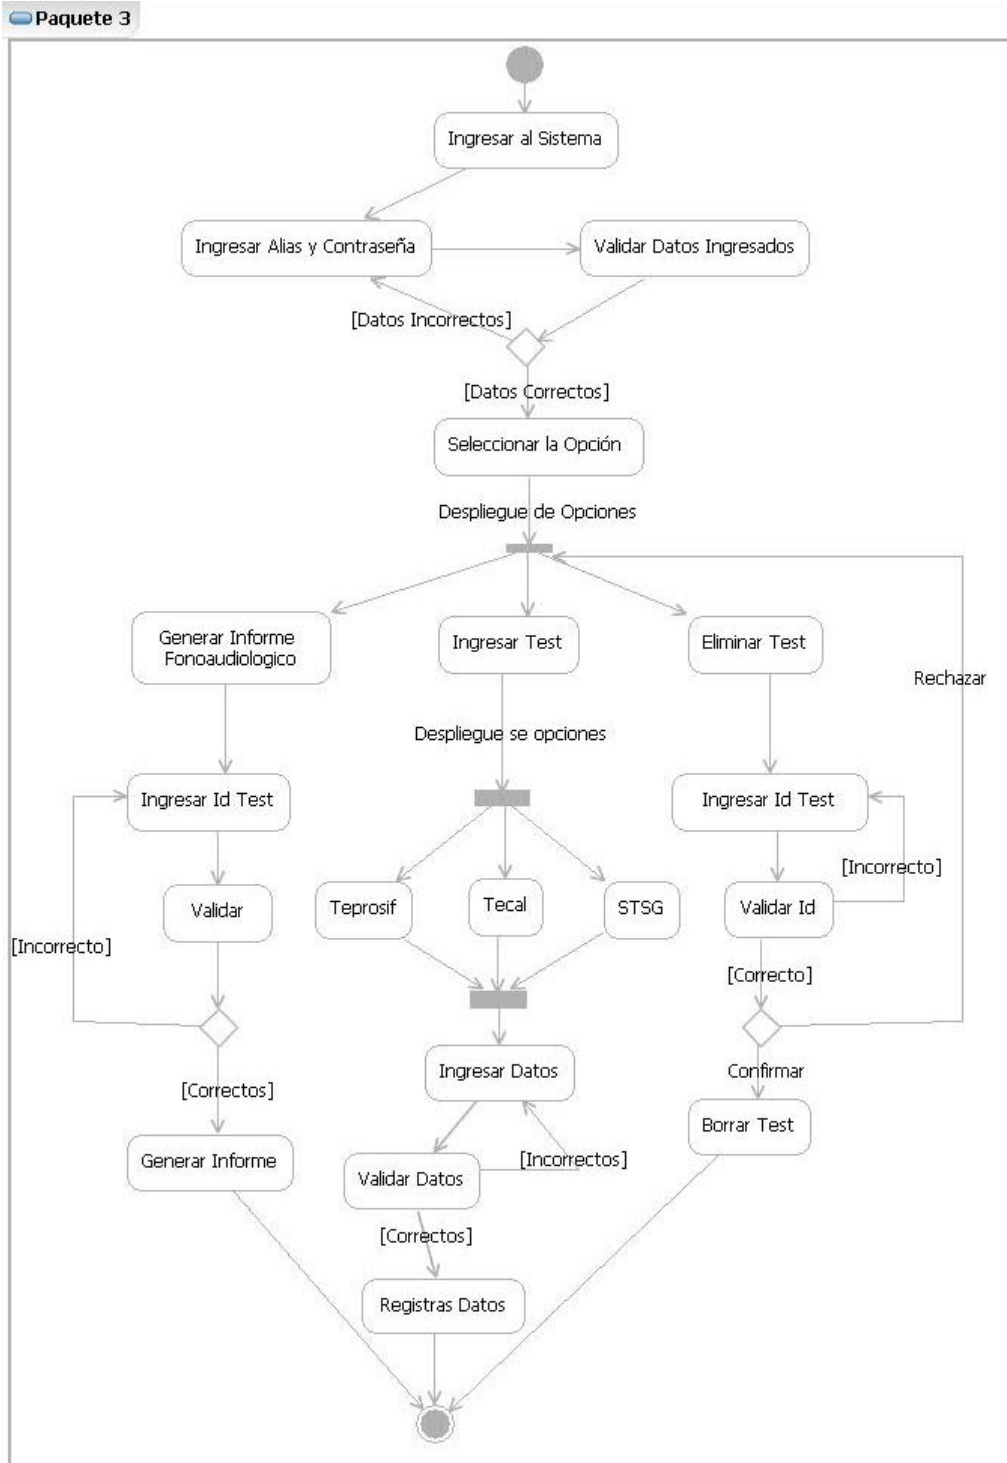 Paquete 3
Ingresar al Sistema
Ingresar Alias y Contraseña
Validar Datos Ingresados
[Datos Incorrectos]
[Datos Correctos]
Seleccionar la Opción
Despliegue de Opciones
Generar Informe
Fonoaudiologico
Ingresar Test
Eliminar Test
Rechazar
Despliegue se opciones
Ingresar Id Test
Ingresar Id Test
[Incorrecto]
Validar
Teprosif
Tecal
STSG
Validar Id
[Incorrecto]
[Correcto]
Ingresar Datos
Confirmar
[Correctos]
Borrar Test
Generar Informe
[Incorrectos]
Validar Datos
[Correctos]
Registras Datos